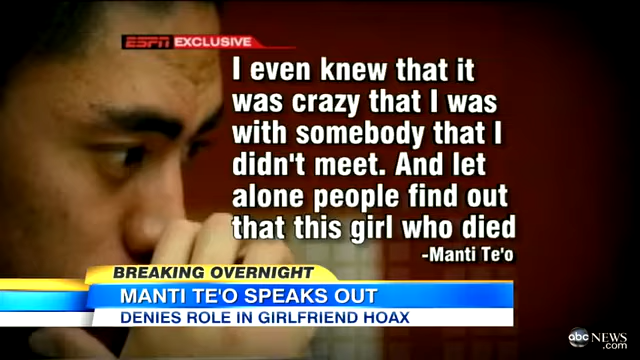 ESPN EXCLUSIVE
I even knew that it
was crazy that I was
with somebody that I
didn't meet. And let
alone people find out
that this girl who died
-Manti Te'o
BREAKING OVERNIGHT
MANTI TE'O SPEAKS OUT
DENIES ROLE IN GIRLFRIEND HOAX
abc NEWS
.com